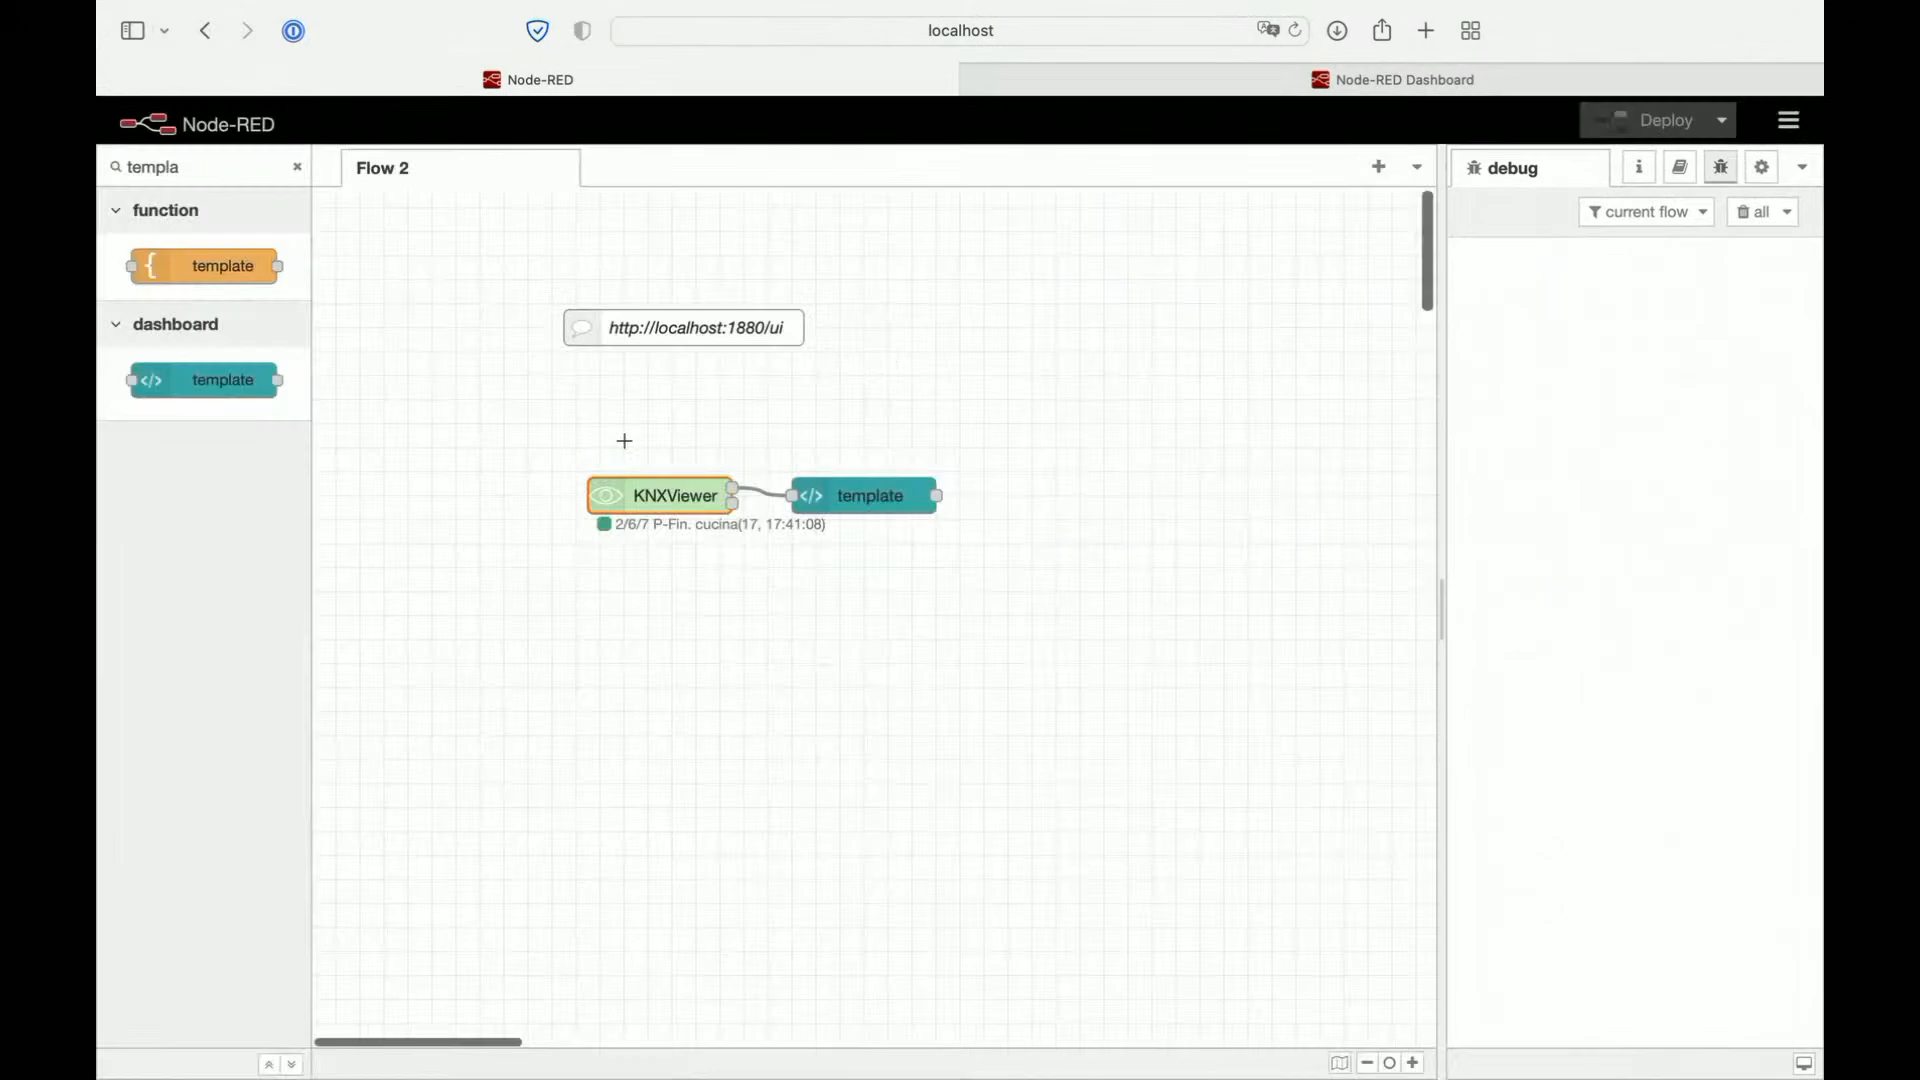 localhost
Node-RED
Node-RED Dashboard
Node-RED
Deploy
templa
Flow 2
debug
function
current flow
all
template
dashboard
http://localhost:1880/ui
template
KNXViewer
template
2/6/7 P-Fin. cucina(17, 17:41:08)